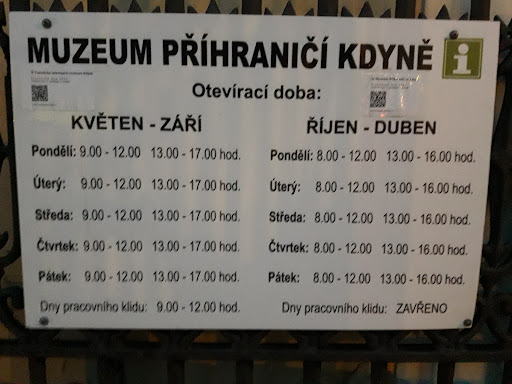 MUZEUM PŘÍHRANIČÍ KDYNĚ
i
Otevírací doba:
KVĚTEN - ZÁŘÍ
Pondělí: 9.00 - 12.00 13.00 - 17.00 hod.
Úterý: 9.00 - 12.00 13.00 - 17.00 hod.
Středa: 9.00 - 12.00 13.00 - 17.00 hod.
Čtvrtek: 9.00 - 12.00 13.00 - 17.00 hod.
Pátek: 9.00 - 12.00 13.00 - 17.00 hod.
Dny pracovního klidu: 9.00 - 12.00 hod.
ŘÍJEN - DUBEN
Pondělí: 8.00 - 12.00 13.00 - 16.00 hod.
Úterý: 8.00 - 12.00 13.00 - 16.00 hod.
Středa: 8.00 - 12.00 13.00 - 16.00 hod.
Čtvrtek: 8.00 - 12.00 13.00 - 16.00 hod.
Pátek: 8.00 - 12.00 13.00 - 16.00 hod.
Dny pracovního klidu: ZAVŘENO